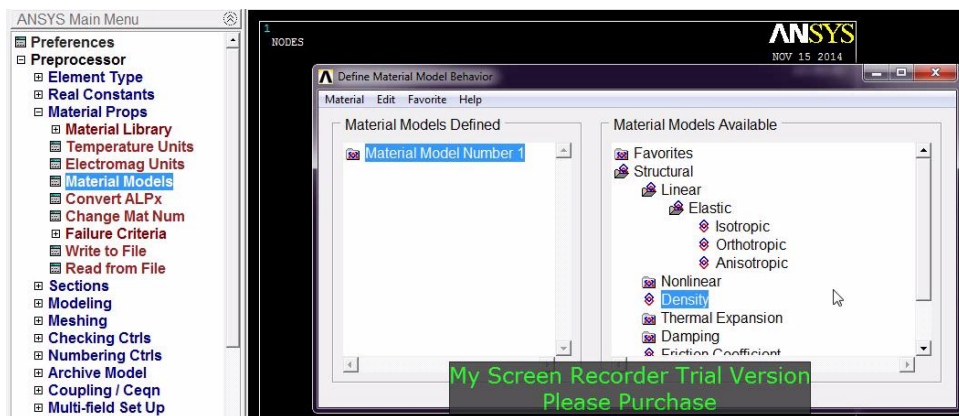 ANSYS Main Menu
Preferences
Preprocessor
Element Type
Real Constants
Material Props
Material Library
Temperature Units
Electromag Units
Material Models
Convert ALPx
Change Mat Num
Failure Criteria
Write to File
Read from File
Sections
Modeling
Meshing
Checking Ctrls
Numbering Ctrls
Archive Model
Coupling / Ceqn
Multi-field Set Up
1
NODES
ANSYS
NOV 15 2014
Define Material Model Behavior
Material Edit Favorite Help
Material Models Defined
Material Model Number 1
Material Models Available
Favorites
Structural
Linear
Elastic
Isotropic
Orthotropic
Anisotropic
Nonlinear
Density
Thermal Expansion
Damping
Friction Coefficient
My Screen Recorder Trial Version
Please Purchase